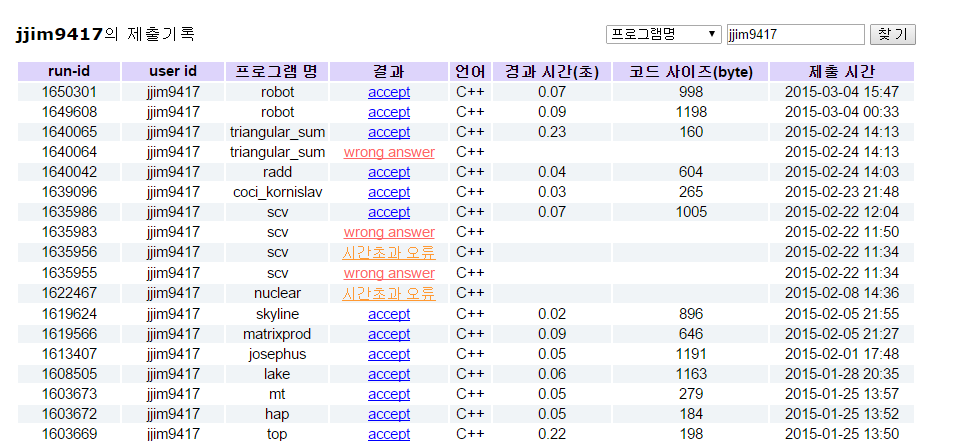 jjim9417의 제출기록 프로그램명 jjim9417 찾 기
run-id user id 프로그램 명 결과 언어 경과 시간(초) 코드 사이즈(byte) 제출 시간
1650301 jjim9417 robot accept C++ 0.07 998 2015-03-04 15:47
1649608 jjim9417 robot accept C++ 0.09 1198 2015-03-04 00:33
1640065 jjim9417 triangular_sum accept C++ 0.23 160 2015-02-24 14:13
1640064 jjim9417 triangular_sum wrong answer C++ 2015-02-24 14:13
1640042 jjim9417 radd accept C++ 0.04 604 2015-02-24 14:03
1639096 jjim9417 coci_kornislav accept C++ 0.03 265 2015-02-23 21:48
1635986 jjim9417 scv accept C++ 0.07 1005 2015-02-22 12:04
1635983 jjim9417 scv wrong answer C++ 2015-02-22 11:50
1635956 jjim9417 scv 시간초과 오류 C++ 2015-02-22 11:34
1635955 jjim9417 scv wrong answer C++ 2015-02-22 11:34
1622467 jjim9417 nuclear 시간초과 오류 C++ 2015-02-08 14:36
1619624 jjim9417 skyline accept C++ 0.02 896 2015-02-05 21:55
1619566 jjim9417 matrixprod accept C++ 0.09 646 2015-02-05 21:27
1613407 jjim9417 josephus accept C++ 0.05 1191 2015-02-01 17:48
1608505 jjim9417 lake accept C++ 0.06 1163 2015-01-28 20:35
1603673 jjim9417 mt accept C++ 0.05 279 2015-01-25 13:57
1603672 jjim9417 hap accept C++ 0.05 184 2015-01-25 13:52
1603669 jjim9417 top accept C++ 0.22 198 2015-01-25 13:50